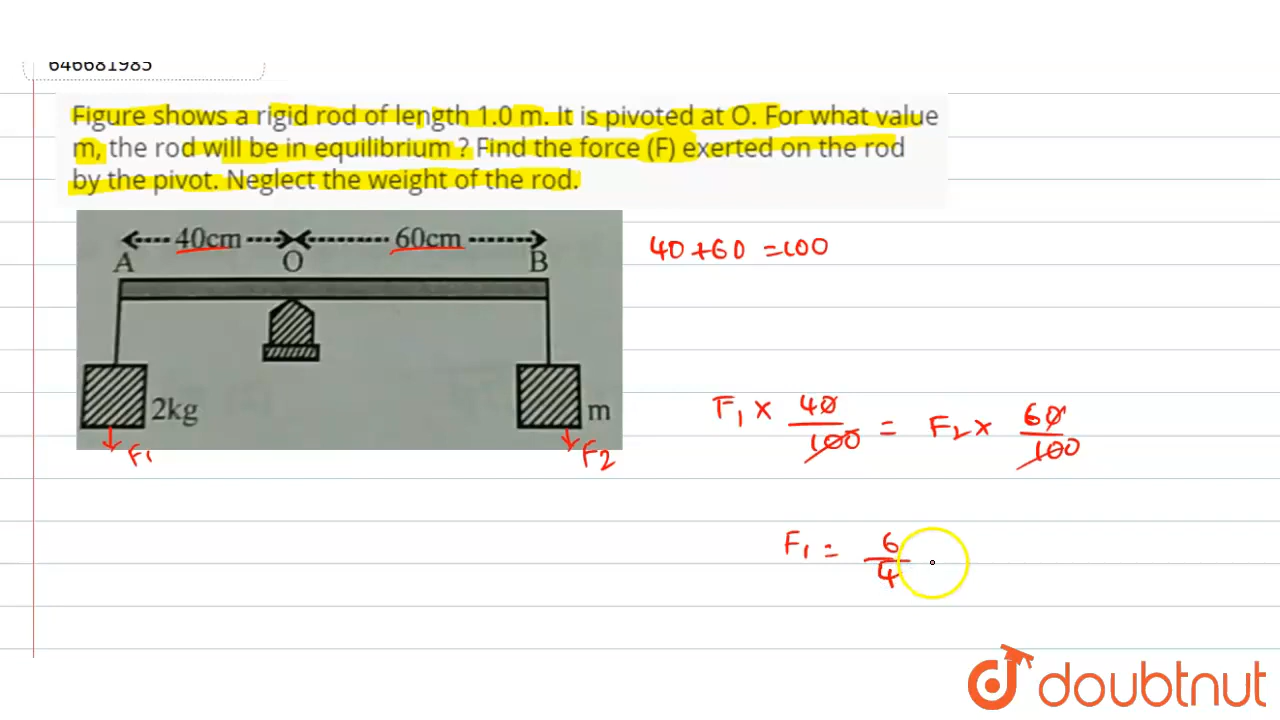 646681985
Figure shows a rigid rod of length 1.0 m. It is pivoted at O. For what value
m, the rod will be in equilibrium ? Find the force (F) exerted on the rod
by the pivot. Neglect the weight of the rod.
40cm 60cm
A O B
40+60 =100
2kg m
F1 F2
F1 × 40/100 = F2 × 60/100
F1 = 6/4
doubtnut